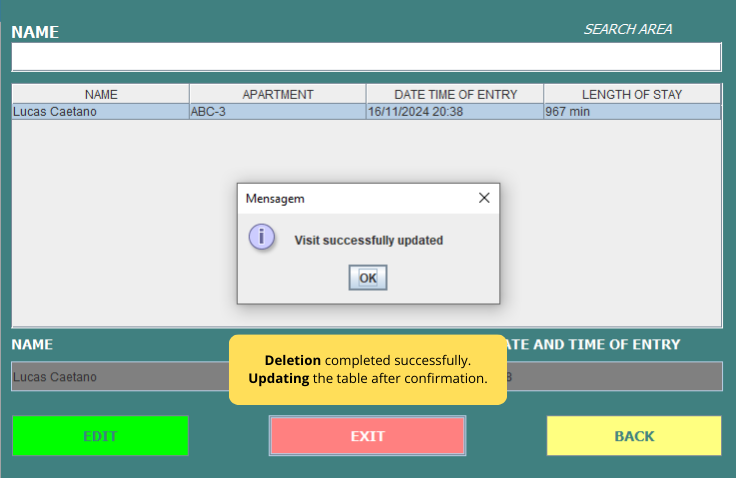 NAME
SEARCH AREA
NAME APARTMENT DATE TIME OF ENTRY LENGTH OF STAY
Lucas Caetano ABC-3 16/11/2024 20:38 967 min
Mensagem
i
Visit successfully updated
OK
NAME AND TIME OF ENTRY
Deletion completed successfully.
Updating the table after confirmation.
Lucas Caetano
EDIT EXIT BACK